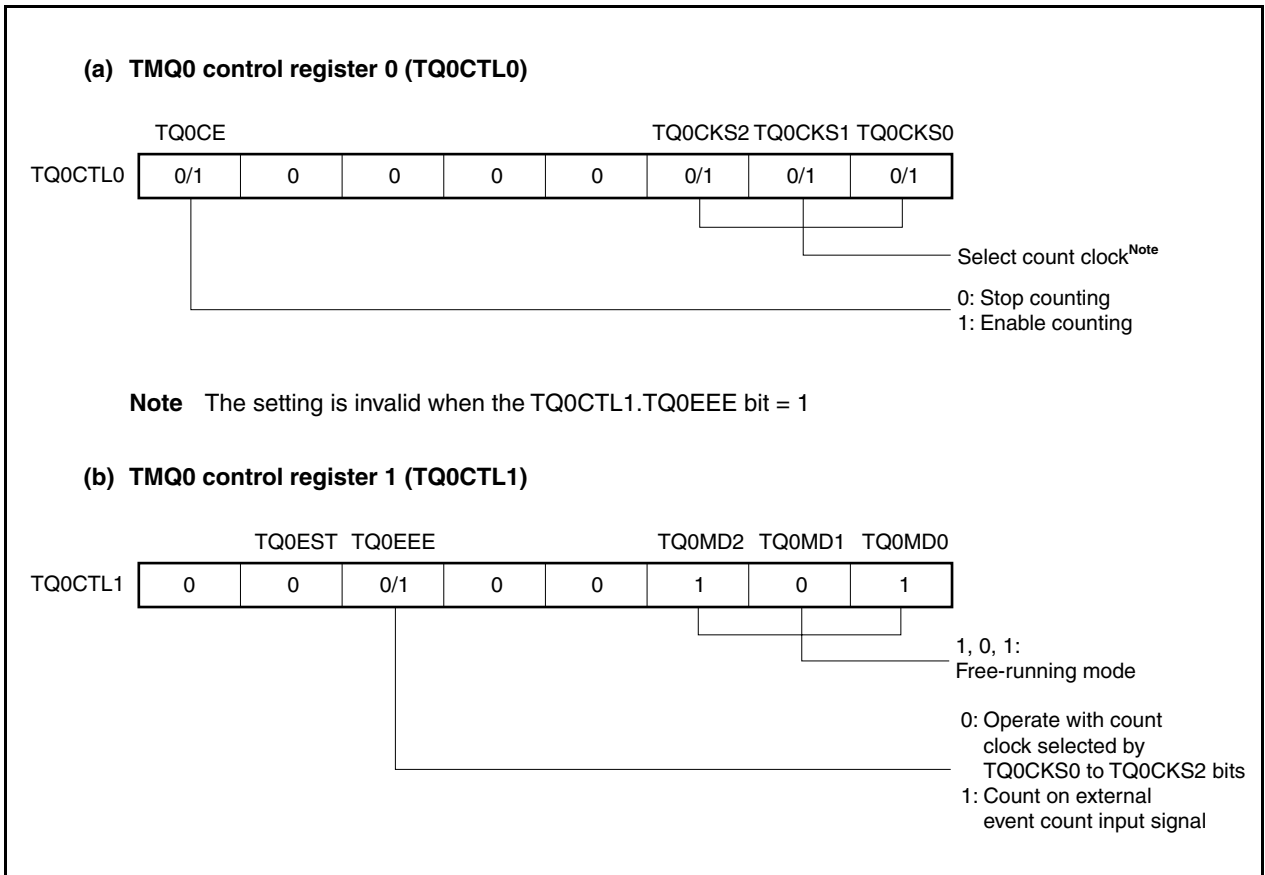 (a) TMQ0 control register 0 (TQ0CTL0)
TQ0CE TQ0CKS2 TQ0CKS1 TQ0CKS0
TQ0CTL0 0/1 0 0 0 0 0/1 0/1 0/1
Select count clockNote
0: Stop counting
1: Enable counting
Note The setting is invalid when the TQ0CTL1.TQ0EEE bit = 1
(b) TMQ0 control register 1 (TQ0CTL1)
TQ0EST TQ0EEE TQ0MD2 TQ0MD1 TQ0MD0
TQ0CTL1 0 0 0/1 0 0 1 0 1
1, 0, 1:
Free-running mode
0: Operate with count
clock selected by
TQ0CKS0 to TQ0CKS2 bits
1: Count on external
event count input signal